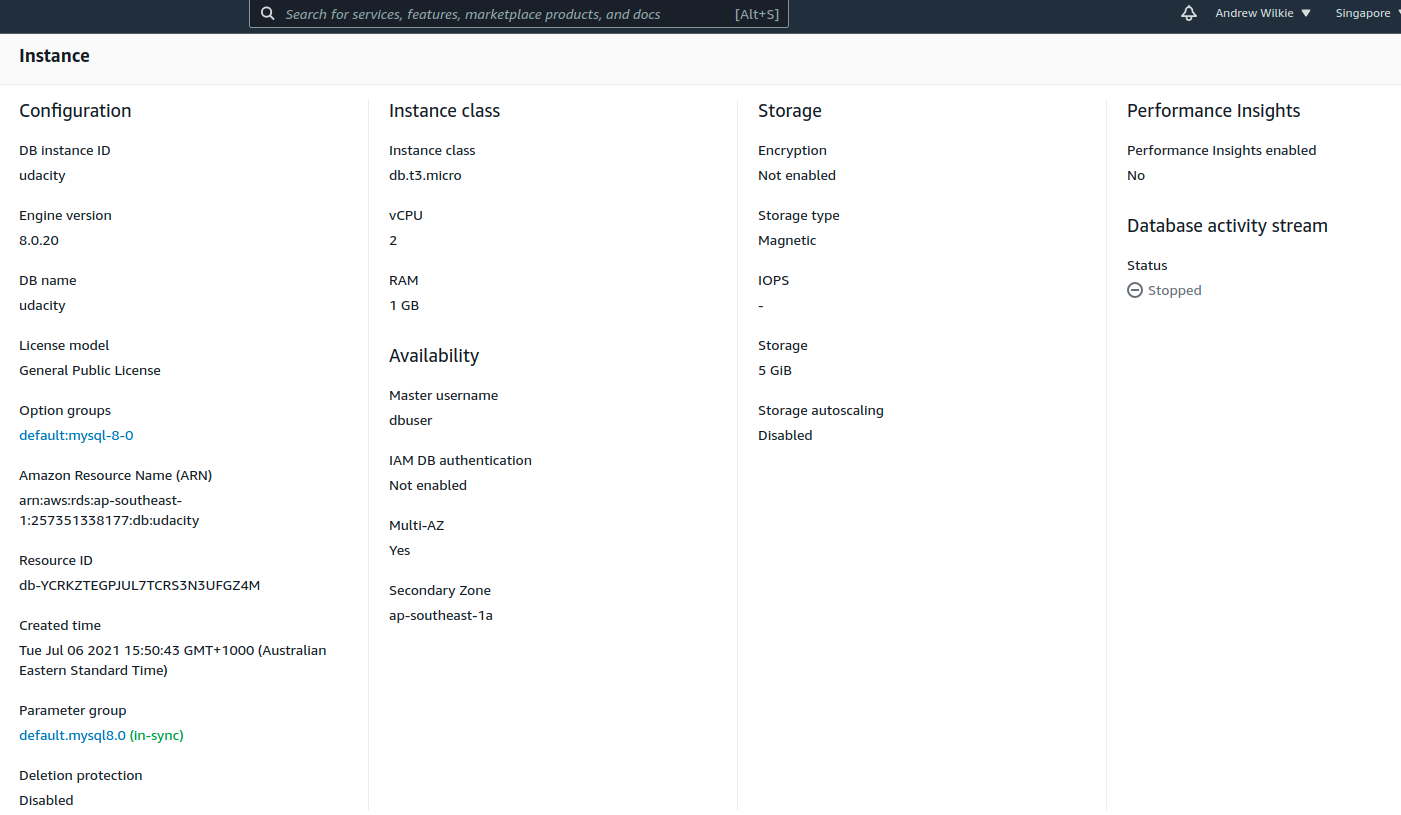 Search for services, features, marketplace products, and docs [Alt+S] Andrew Wilkie Singapore
Instance
Configuration
DB instance ID
udacity
Engine version
8.0.20
DB name
udacity
License model
General Public License
Option groups
default:mysql-8-0
Amazon Resource Name (ARN)
arn:aws:rds:ap-southeast-
1:257351338177:db:udacity
Resource ID
db-YCRKZTEGPJUL7TCRS3N3UFGZ4M
Created time
Tue Jul 06 2021 15:50:43 GMT+1000 (Australian
Eastern Standard Time)
Parameter group
default.mysql8.0 (in-sync)
Deletion protection
Disabled
Instance class
Instance class
db.t3.micro
vCPU
2
RAM
1 GB
Availability
Master username
dbuser
IAM DB authentication
Not enabled
Multi-AZ
Yes
Secondary Zone
ap-southeast-1a
Storage
Encryption
Not enabled
Storage type
Magnetic
IOPS
-
Storage
5 GiB
Storage autoscaling
Disabled
Performance Insights
Performance Insights enabled
No
Database activity stream
Status
Stopped